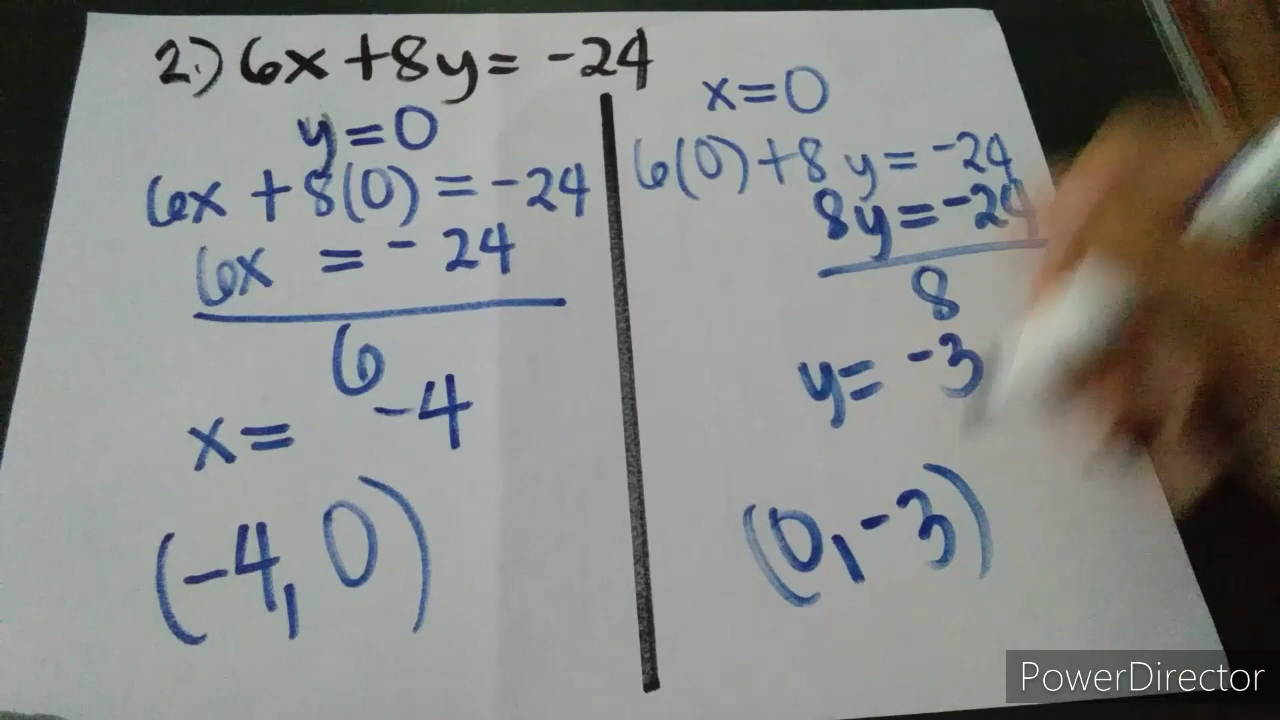 2.) 6x + 8y = -24
y = 0
6x + 8(0) = -24
6x = -24
6
x = -4
(-4, 0)
x = 0
6(0) + 8y = -24
8y = -24
8
y = -3
(0, -3)
PowerDirector